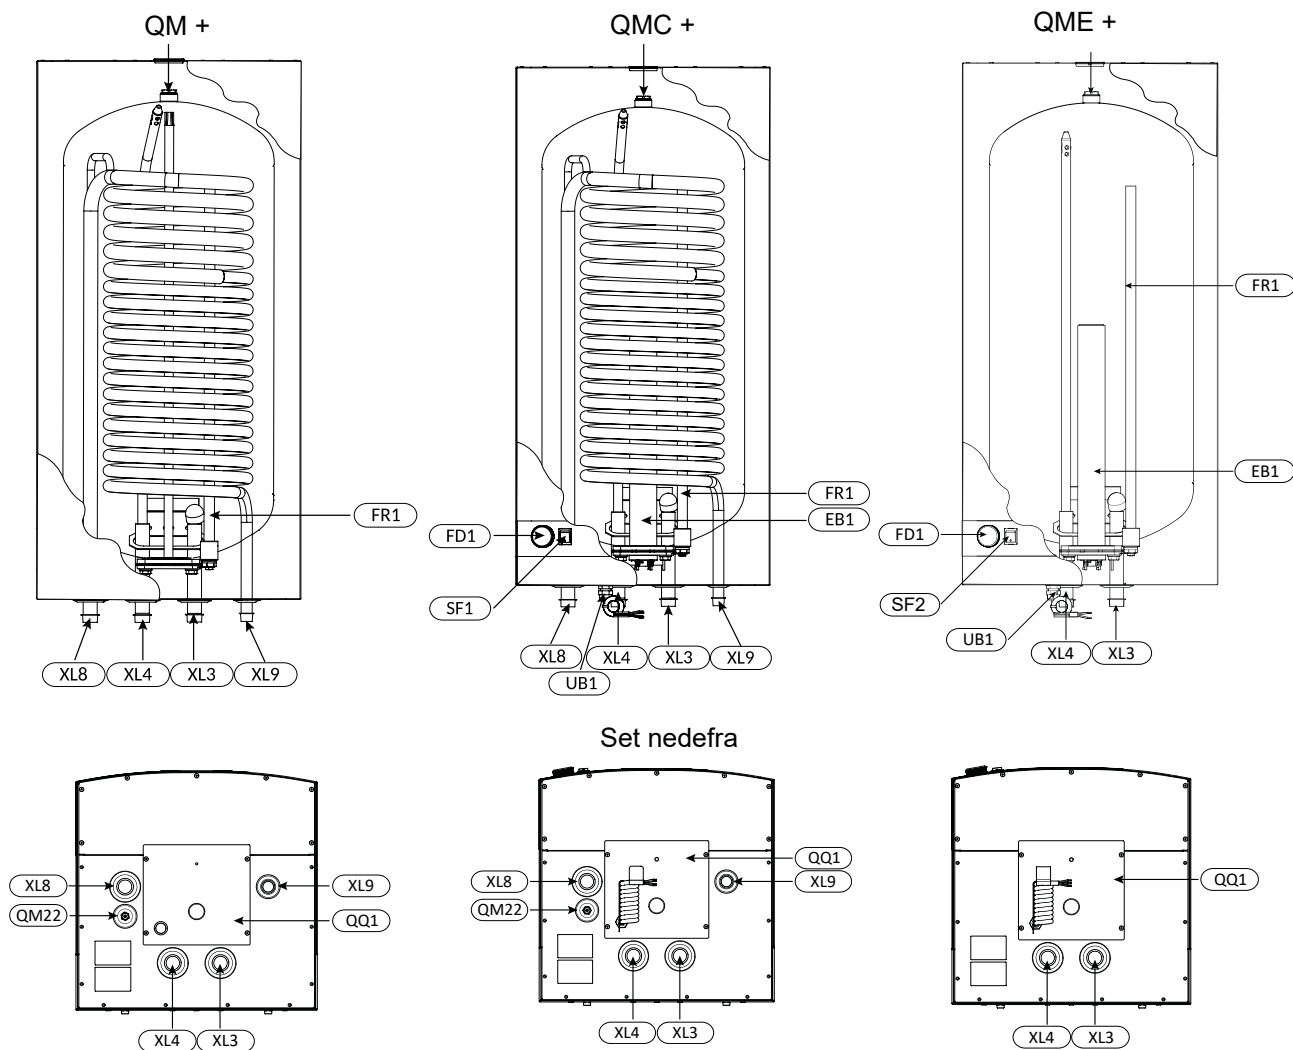 QM +
QMC +
QME +
FR1
FR1
FR1
EB1
EB1
FD1
FD1
SF1
SF2
UB1
XL8
XL4
XL3
XL9
XL8
XL4
XL3
XL9
UB1
XL4
XL3
Set nedefra
XL8
XL9
QM22
QQ1
XL4
XL3
QQ1
XL8
XL9
QM22
XL4
XL3
QQ1
XL4
XL3